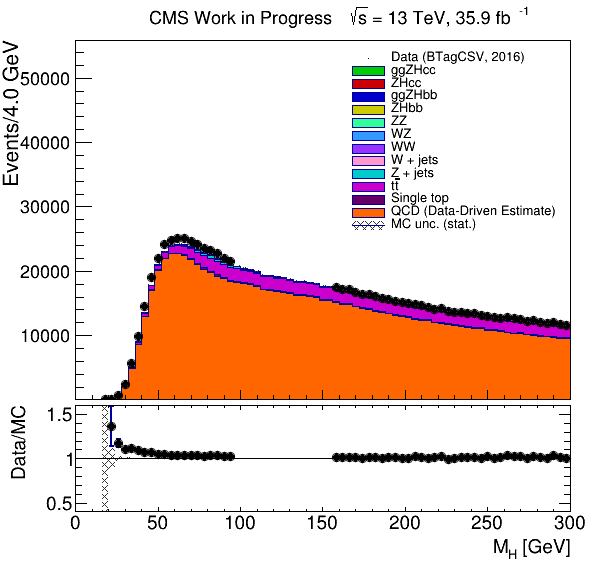 CMS Work in Progress √s = 13 TeV, 35.9 fb -1
Events/4.0 GeV
50000
40000
30000
20000
10000
Data (BTagCSV, 2016)
ggZHcc
ZHcc
ggZHbb
ZHbb
ZZ
WZ
WW
W + jets
Z + jets
tt̅
Single top
QCD (Data-Driven Estimate)
MC unc. (stat.)
Data/MC
1.5
1
0.5
0 50 100 150 200 250 300
M_H [GeV]